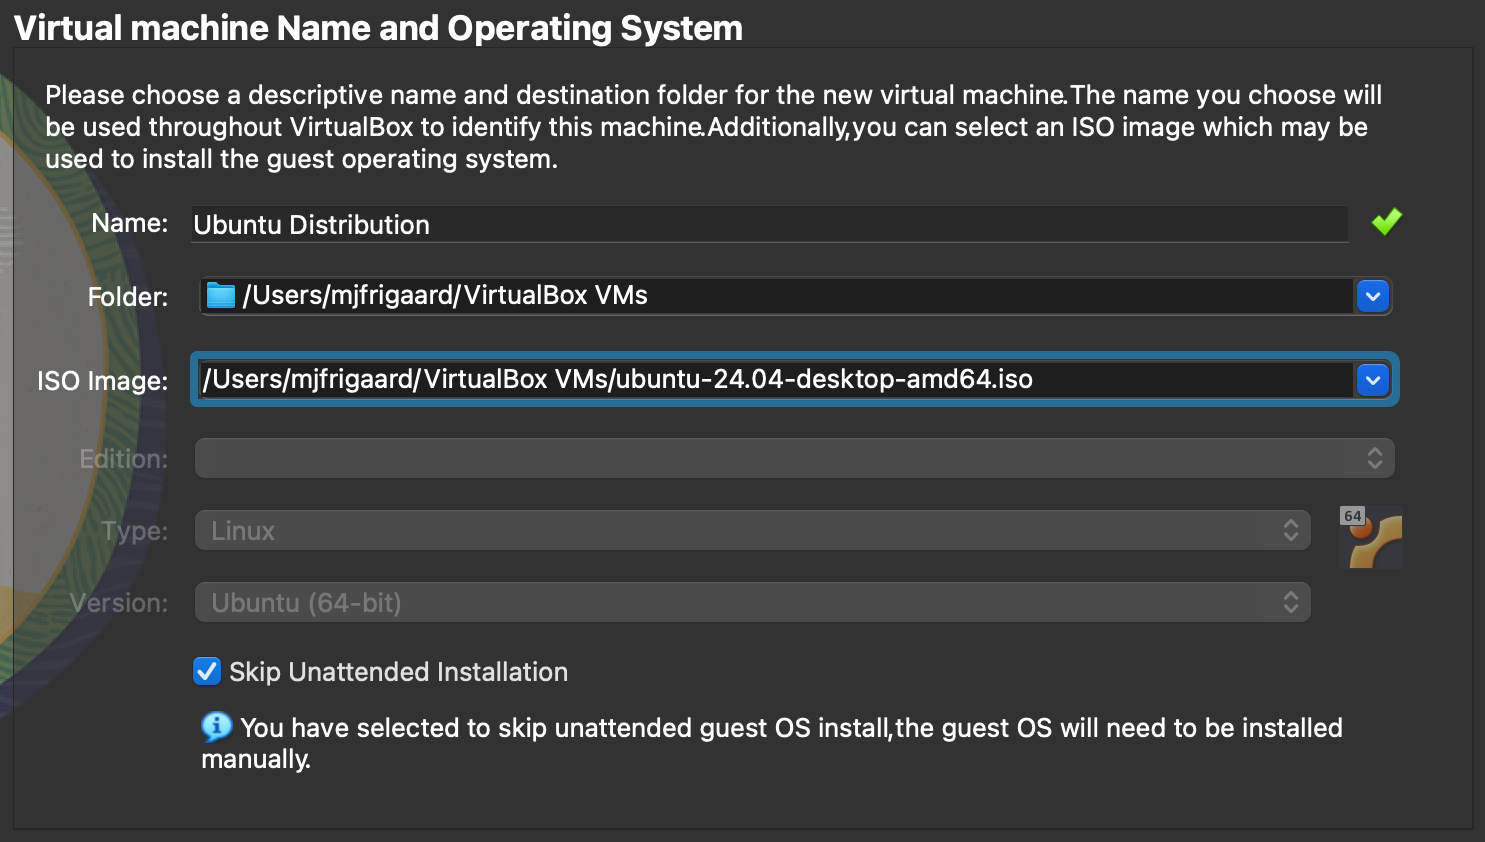 Virtual machine Name and Operating System
Please choose a descriptive name and destination folder for the new virtual machine.The name you choose will
be used throughout VirtualBox to identify this machine.Additionally,you can select an ISO image which may be
used to install the guest operating system.
Name: Ubuntu Distribution
Folder: /Users/mjfrigaard/VirtualBox VMs
ISO Image: /Users/mjfrigaard/VirtualBox VMs/ubuntu-24.04-desktop-amd64.iso
Edition:
Type: Linux 64
Version: Ubuntu (64-bit)
Skip Unattended Installation
You have selected to skip unattended guest OS install,the guest OS will need to be installed
manually.